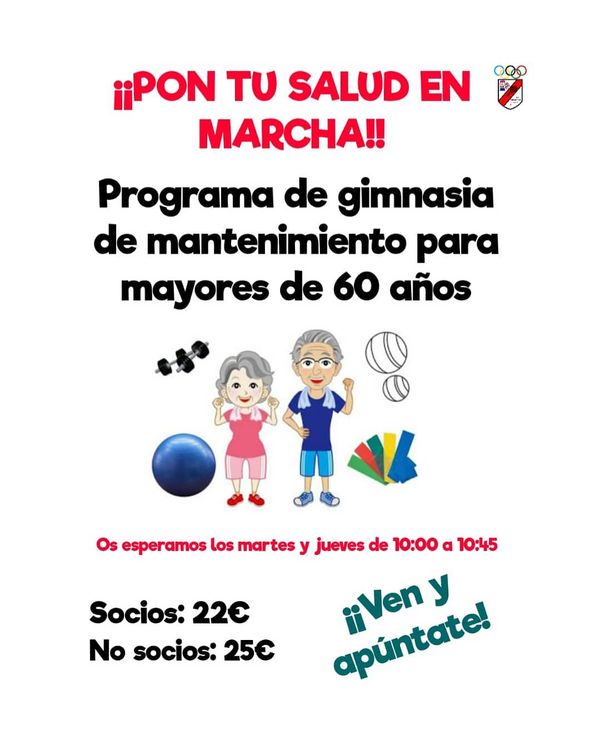 ¡¡PON TU SALUD EN
MARCHA!!
Programa de gimnasia
de mantenimiento para
mayores de 60 años
Os esperamos los martes y jueves de 10:00 a 10:45
Socios: 22€
No socios: 25€
¡¡Ven y
apúntate!